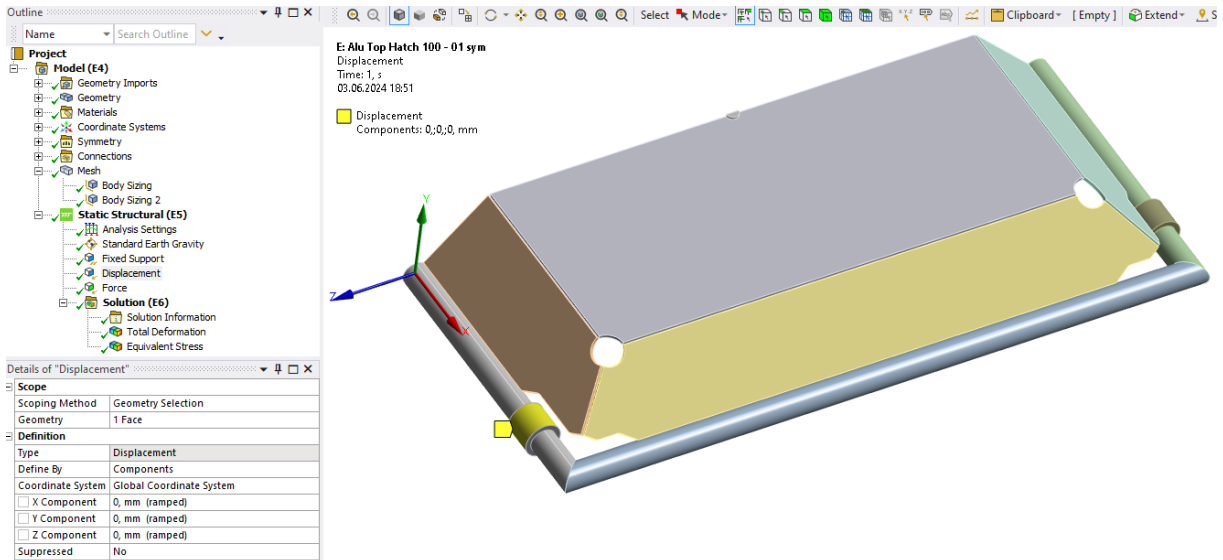 Outline
Select Mode Clipboard [ Empty ] Extend S
Name Search Outline
Project
Model (E4)
Geometry Imports
Geometry
Materials
Coordinate Systems
Symmetry
Connections
Mesh
Body Sizing
Body Sizing 2
Static Structural (E5)
Analysis Settings
Standard Earth Gravity
Fixed Support
Displacement
Force
Solution (E6)
Solution Information
Total Deformation
Equivalent Stress
Details of "Displacement"
Scope
Scoping Method Geometry Selection
Geometry 1 Face
Definition
Type Displacement
Define By Components
Coordinate System Global Coordinate System
X Component 0, mm (ramped)
Y Component 0, mm (ramped)
Z Component 0, mm (ramped)
Suppressed No
E: Alu Top Hatch 100 - 01 sym
Displacement
Time: 1, s
03.06.2024 18:51
Displacement
Components: 0,;0,;0, mm
Y
Z
X